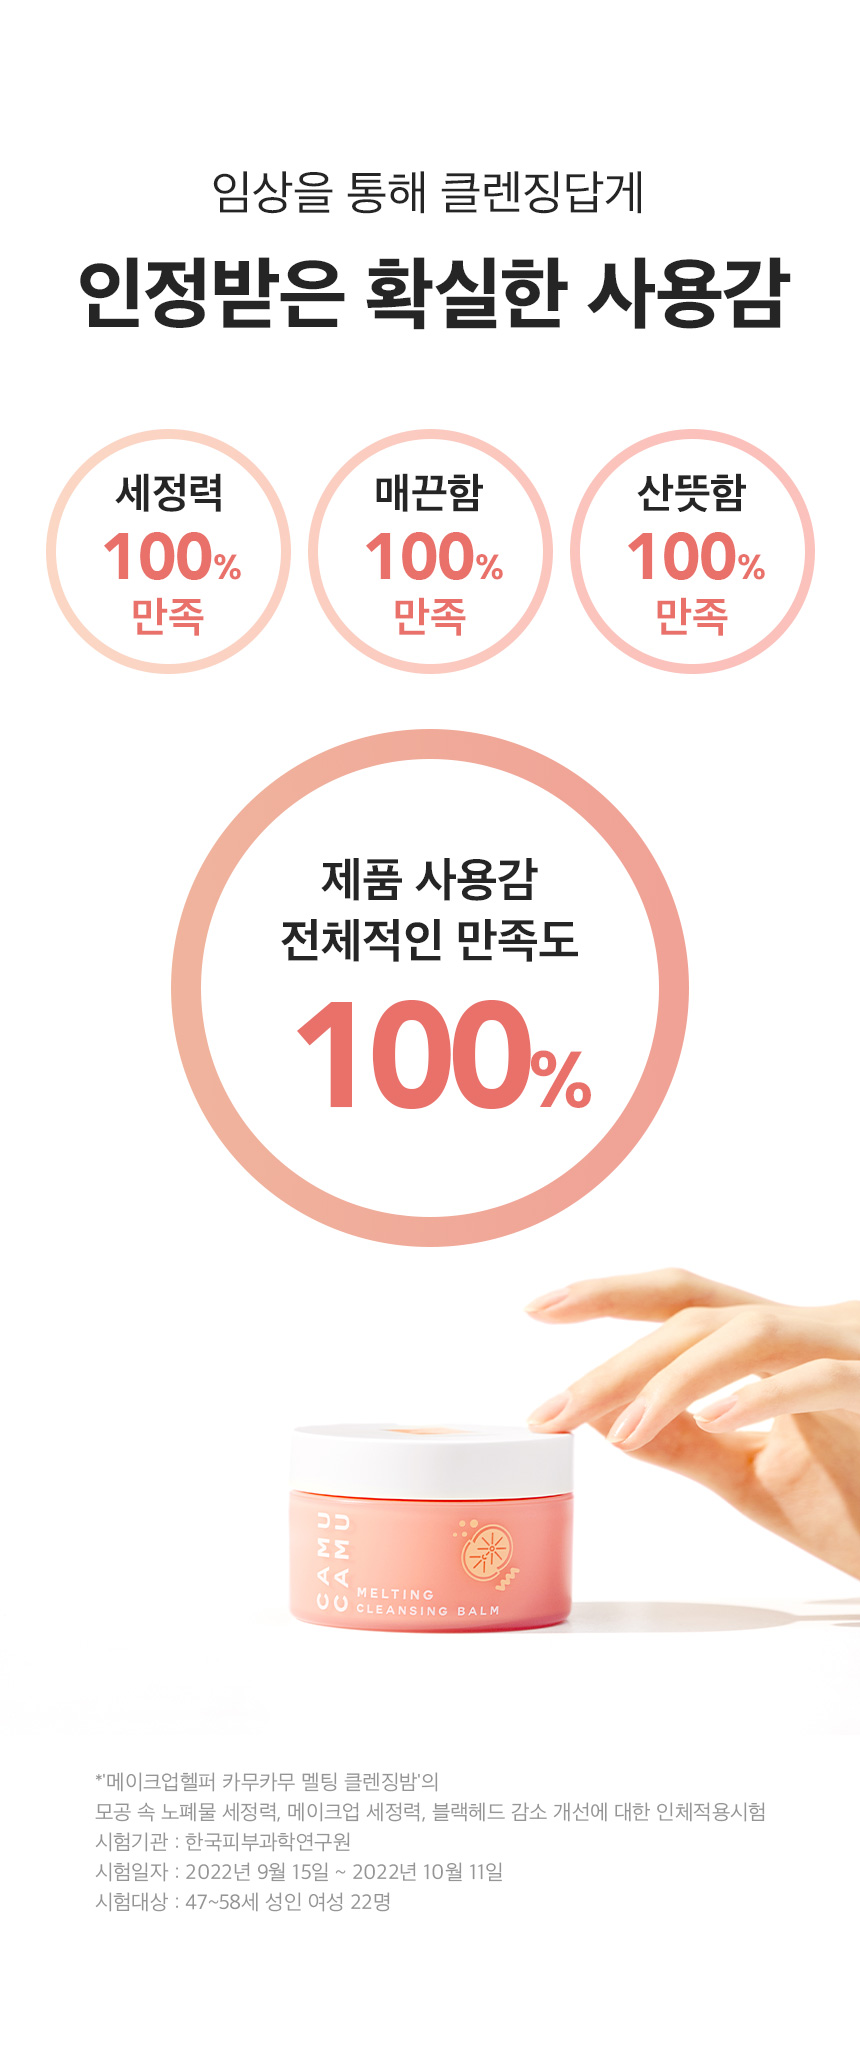 임상을 통해 클렌징답게
인정받은 확실한 사용감
세정력
100%
만족
매끈함
100%
만족
산뜻함
100%
만족
제품 사용감
전체적인 만족도
100%
CAMU
CAMU
MELTING
CLEANSING BALM
*'메이크업헬퍼 카무카무 멜팅 클렌징밤'의
모공 속 노폐물 세정력, 메이크업 세정력, 블랙헤드 감소 개선에 대한 인체적용시험
시험기관 : 한국피부과학연구원
시험일자 : 2022년 9월 15일 ~ 2022년 10월 11일
시험대상 : 47~58세 성인 여성 22명